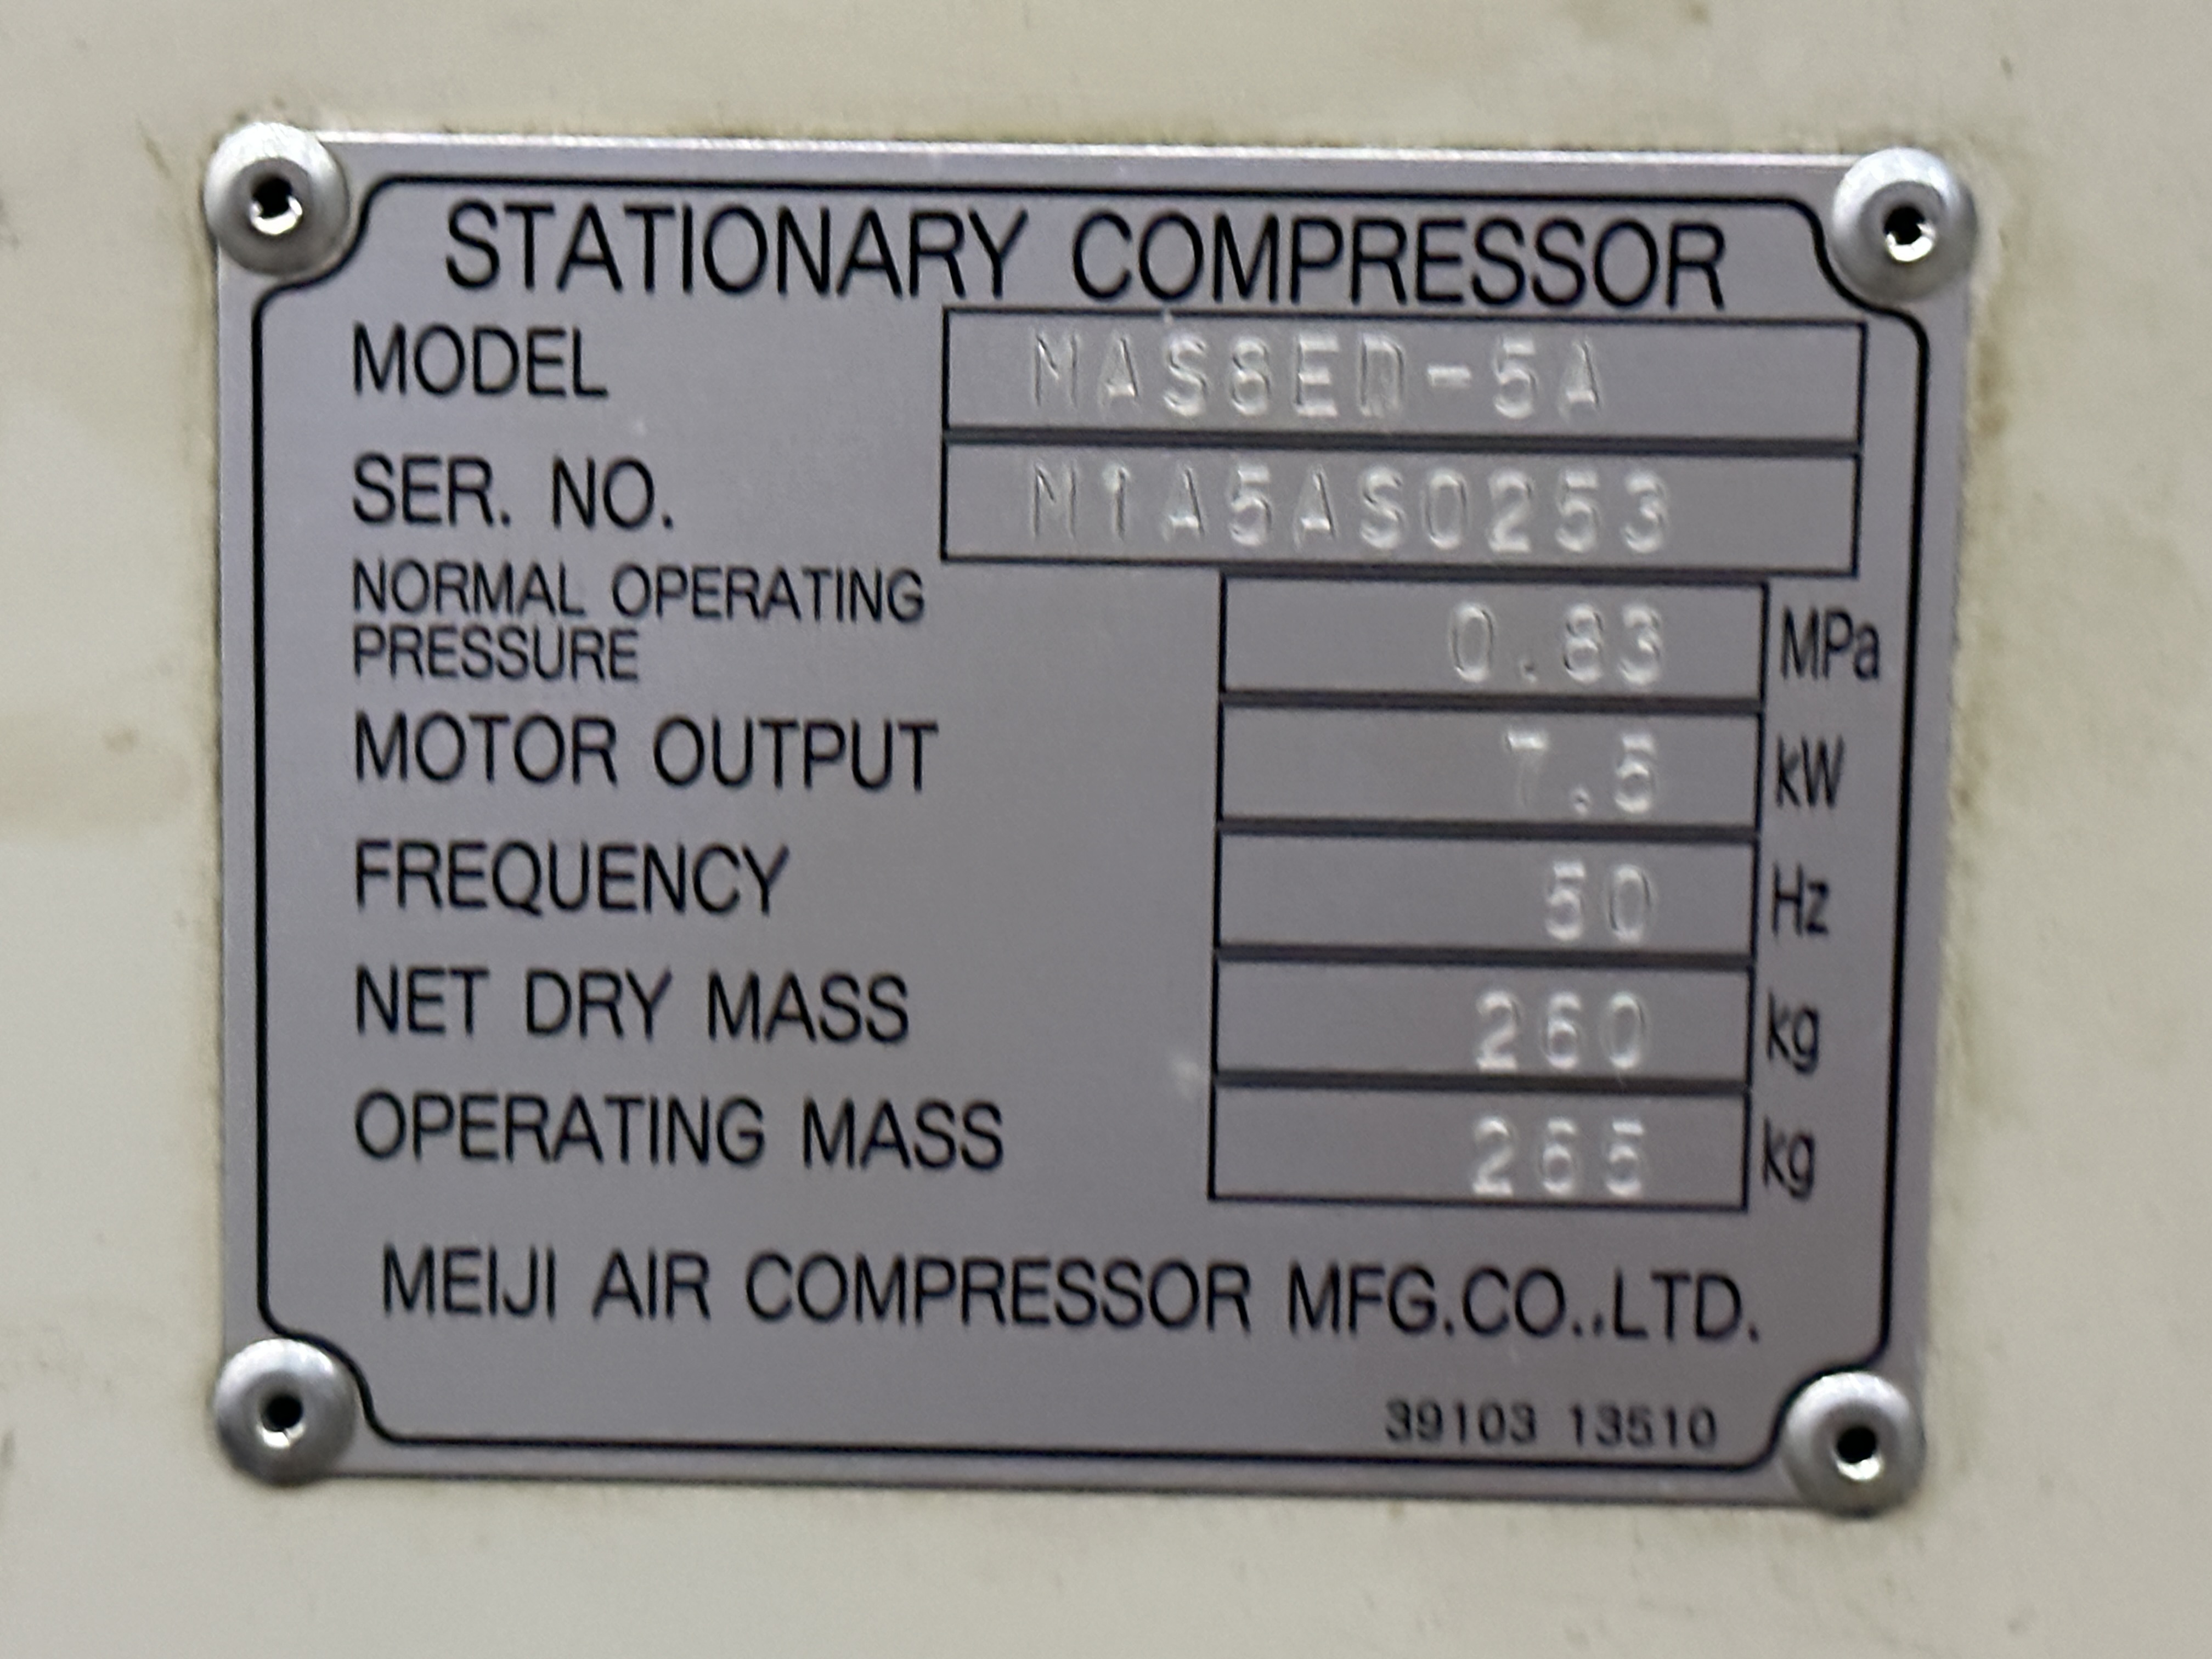 STATIONARY COMPRESSOR
MODEL MAS8ED-5A
SER. NO. M1A5AS0253
NORMAL OPERATING
PRESSURE 0.83 MPa
MOTOR OUTPUT 7.5 kW
FREQUENCY 50 Hz
NET DRY MASS 260 kg
OPERATING MASS 265 kg
MEIJI AIR COMPRESSOR MFG.CO.,LTD.
39103 13510